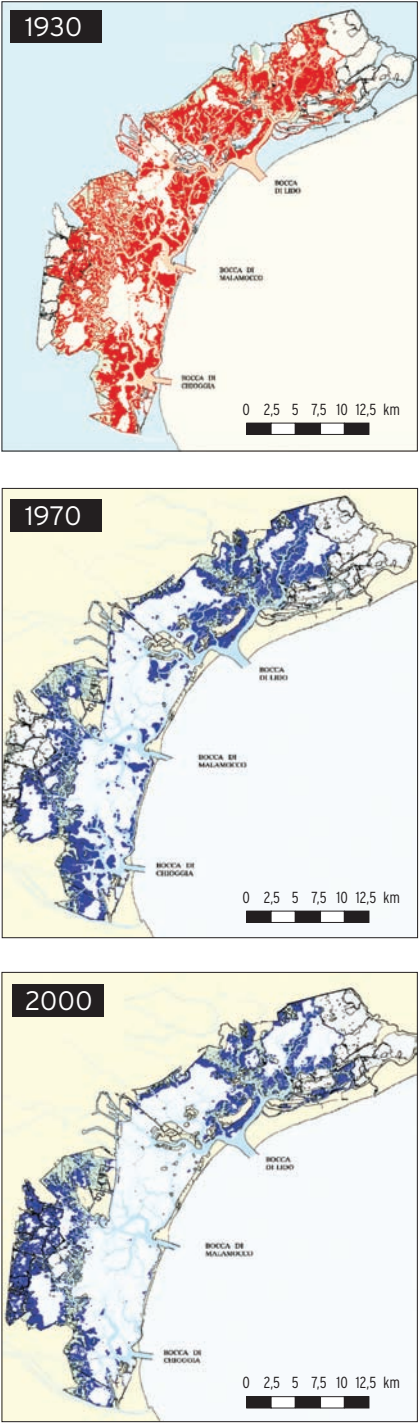 1930
BOCCA
DI LIDO
BOCCA DI
MALAMOCCO
BOCCA DI
CHIOGGIA
0 2,5 5 7,5 10 12,5 km
1970
BOCCA
DI LIDO
BOCCA DI
MALAMOCCO
BOCCA DI
CHIOGGIA
0 2,5 5 7,5 10 12,5 km
2000
BOCCA
DI LIDO
BOCCA DI
MALAMOCCO
BOCCA DI
CHIOGGIA
0 2,5 5 7,5 10 12,5 km